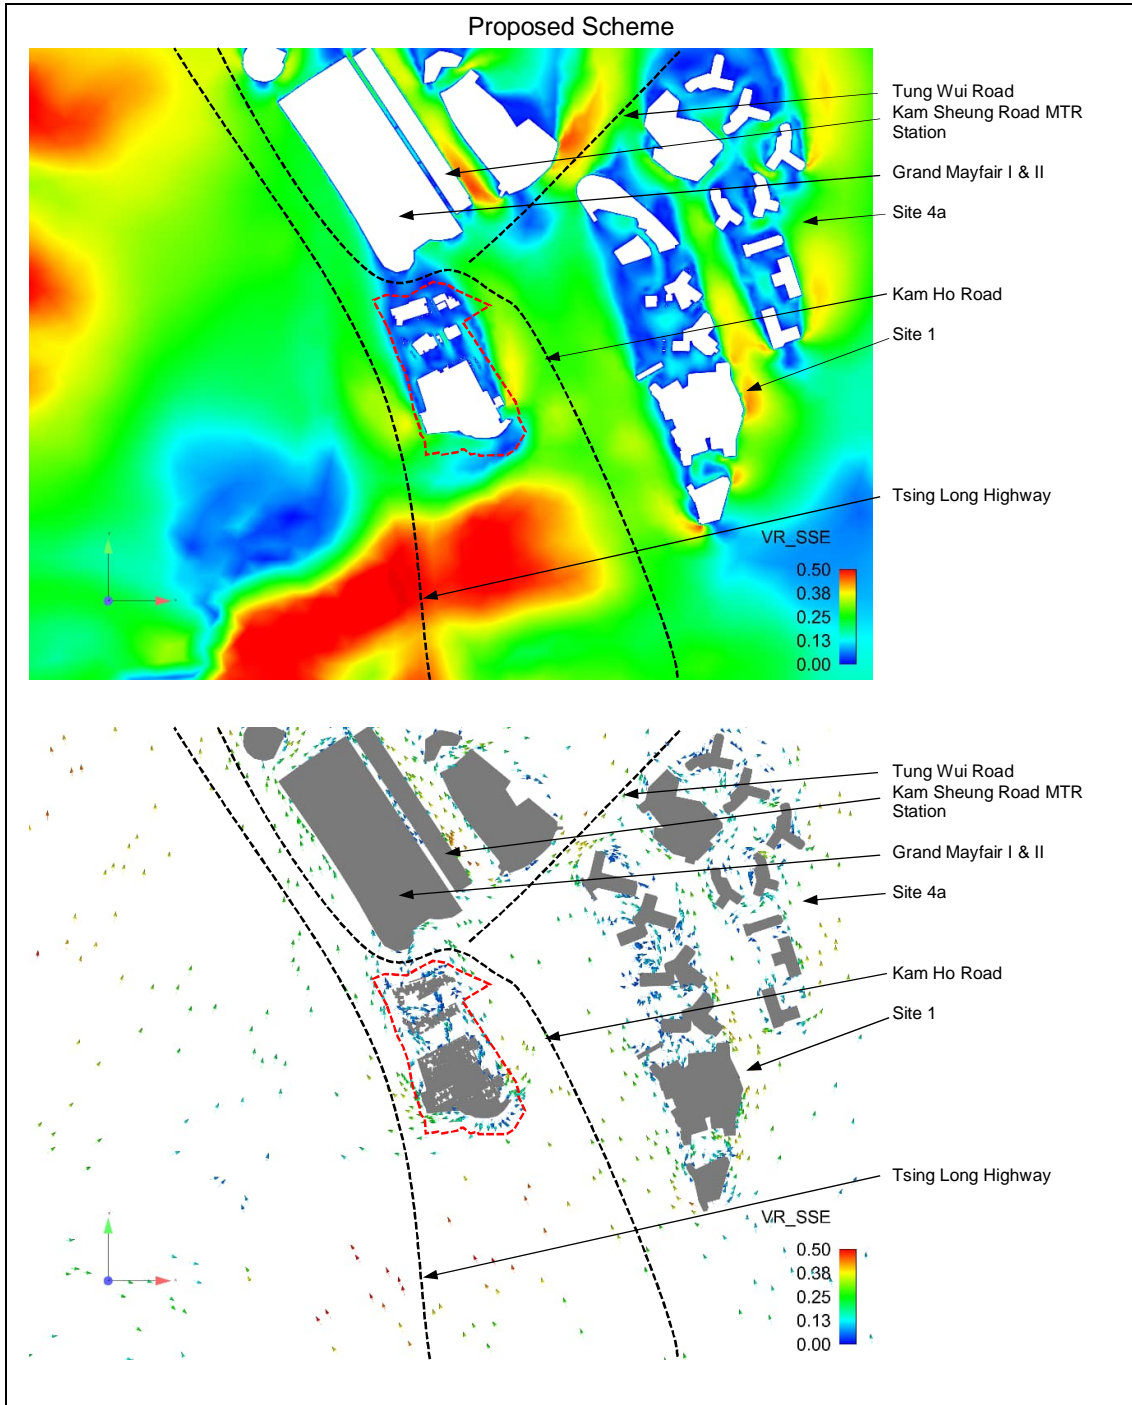 Proposed Scheme
Tung Wui Road
Kam Sheung Road MTR
Station
Grand Mayfair I & II
Site 4a
Kam Ho Road
Site 1
Tsing Long Highway
VR_SSE
0.50
0.38
0.25
0.13
0.00
Tung Wui Road
Kam Sheung Road MTR
Station
Grand Mayfair I & II
Site 4a
Kam Ho Road
Site 1
Tsing Long Highway
VR_SSE
0.50
0.38
0.25
0.13
0.00